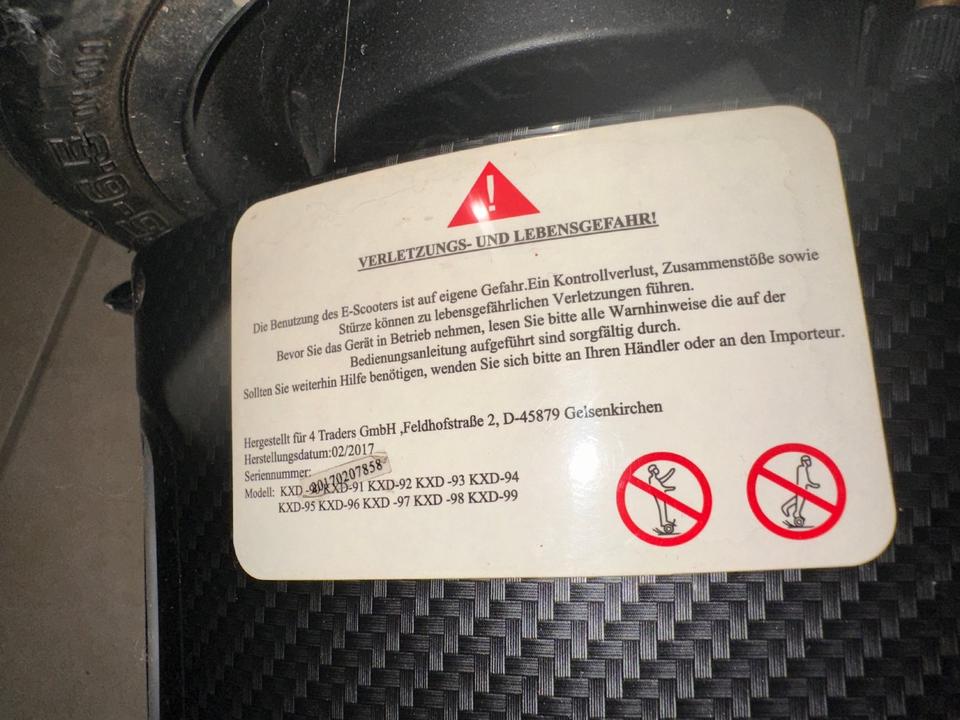 VERLETZUNGS- UND LEBENSGEFAHR!
Die Benutzung des E-Scooters ist auf eigene Gefahr.Ein Kontrollverlust, Zusammenstöße sowie
Stürze können zu lebensgefährlichen Verletzungen führen.
Bevor Sie das Gerät in Betrieb nehmen, lesen Sie bitte alle Warnhinweise die auf der
Bedienungsanleitung aufgeführt sind sorgfältig durch.
Sollten Sie weiterhin Hilfe benötigen, wenden Sie sich bitte an Ihren Händler oder an den Importeur.
Hergestellt für 4 Traders GmbH ,Feldhofstraße 2, D-45879 Gelsenkirchen
Herstellungsdatum:02/2017
Seriennummer:
20170207858
Modell: KXD KXD-91 KXD-92 KXD -93 KXD-94
KXD-95 KXD-96 KXD -97 KXD -98 KXD-99